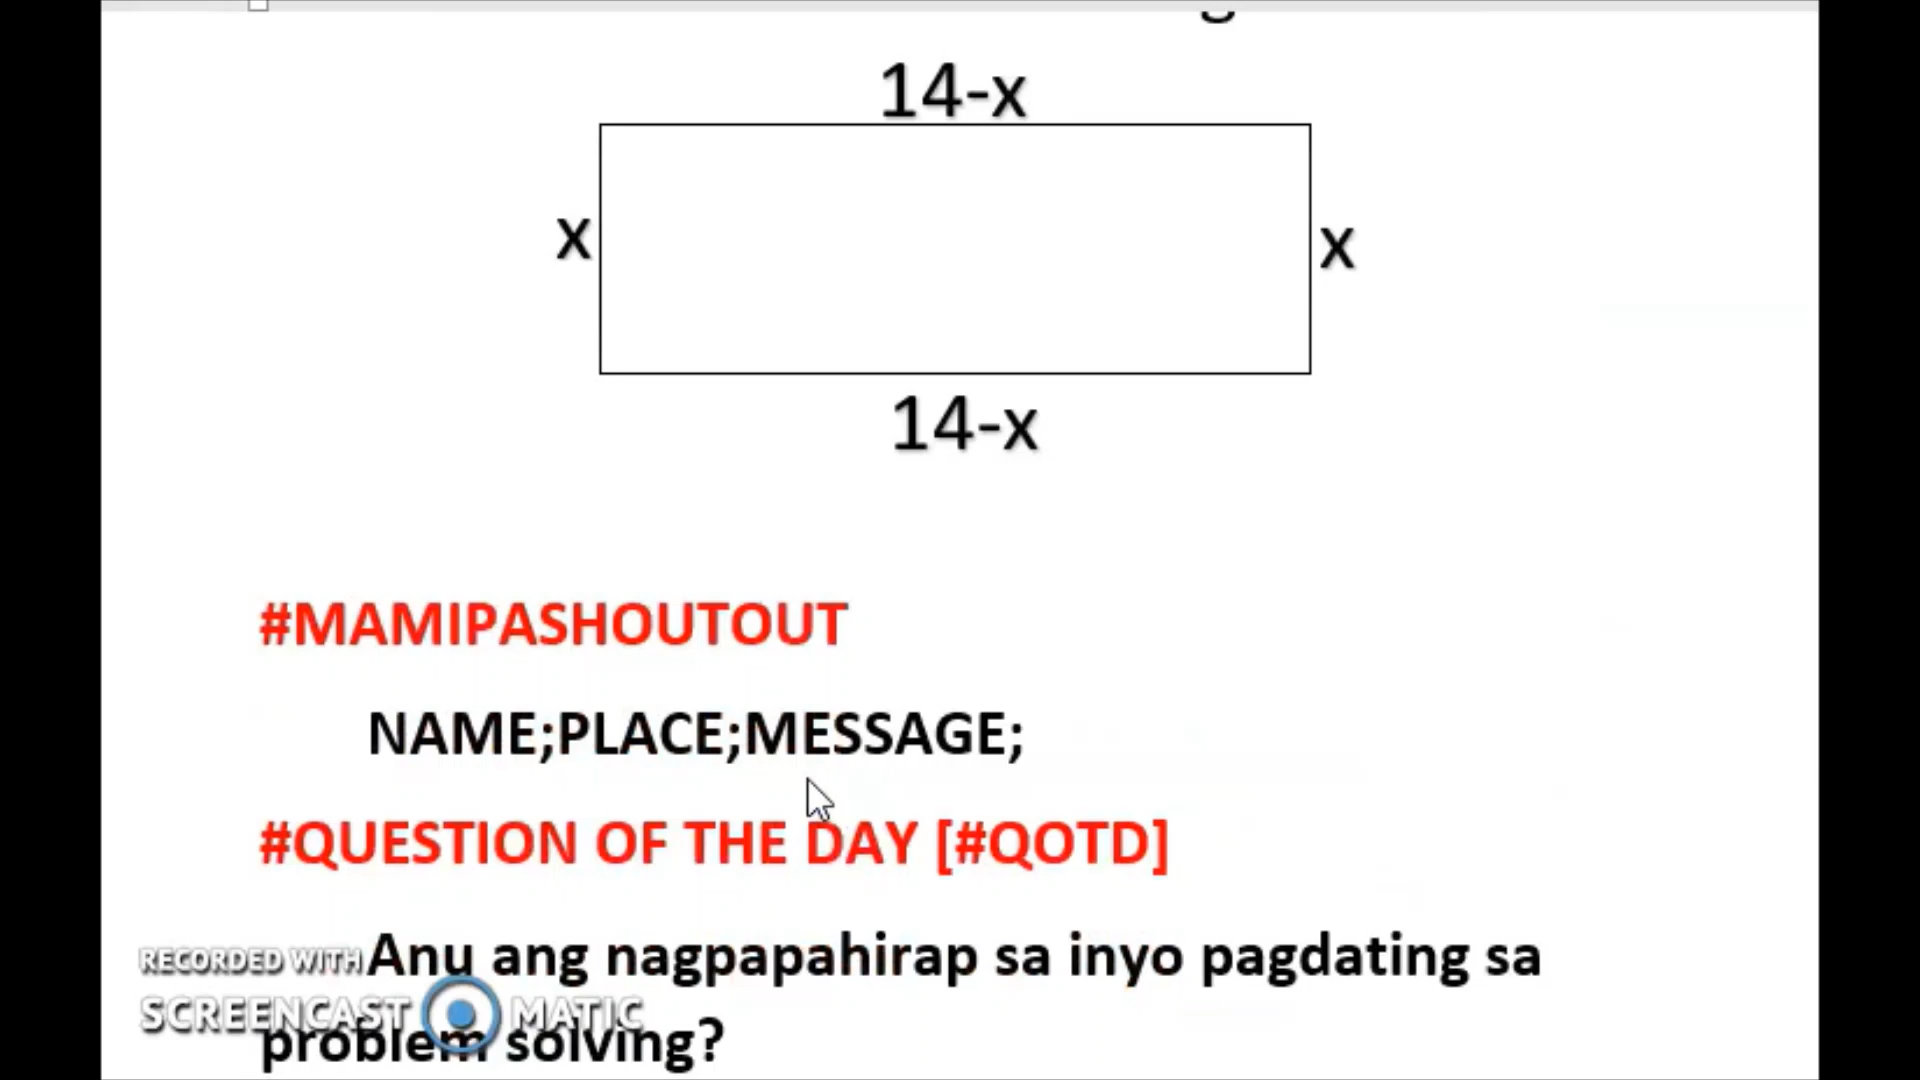 14-x
x
x
14-x
#MAMIPASHOUTOUT
NAME;PLACE;MESSAGE;
#QUESTION OF THE DAY [#QOTD]
Anu ang nagpapahirap sa inyo pagdating sa
problem solving?
RECORDED WITH
SCREENCAST MATIC